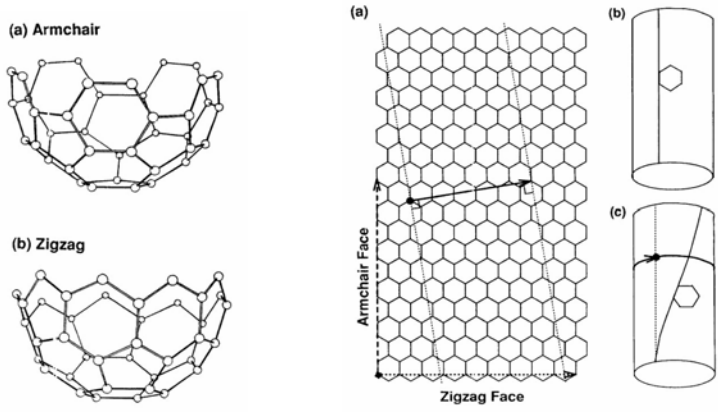 (a) Armchair
(b) Zigzag
(a)
Armchair Face
Zigzag Face
(b)
(c)